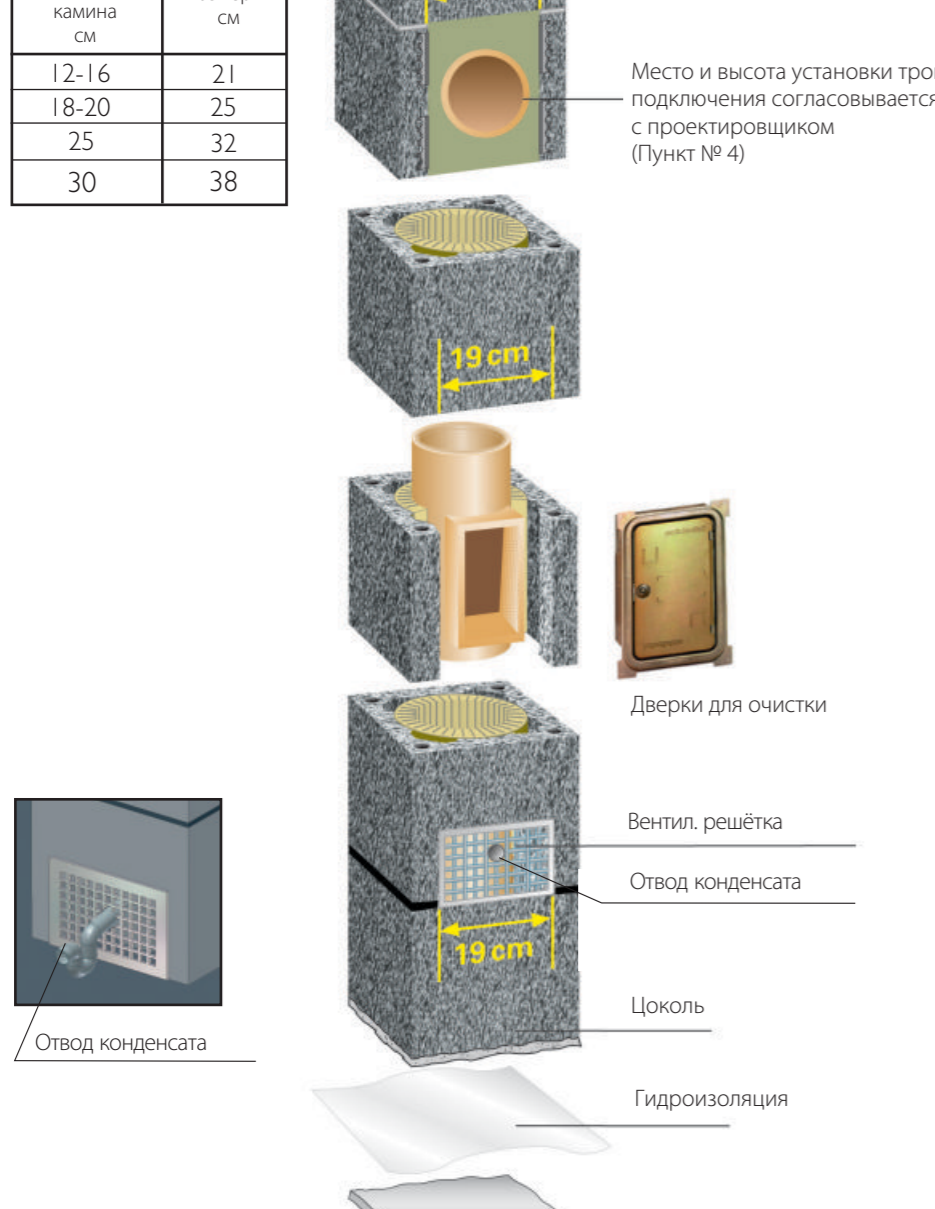 камина
см
см
12-16 21
18-20 25
25 32
30 38
Место и высота установки
подключения согласовывается
с проектировщиком
(Пункт № 4)
19 cm
Дверки для очистки
Вентил. решётка
Отвод конденсата
19 cm
Цоколь
Отвод конденсата
Гидроизоляция